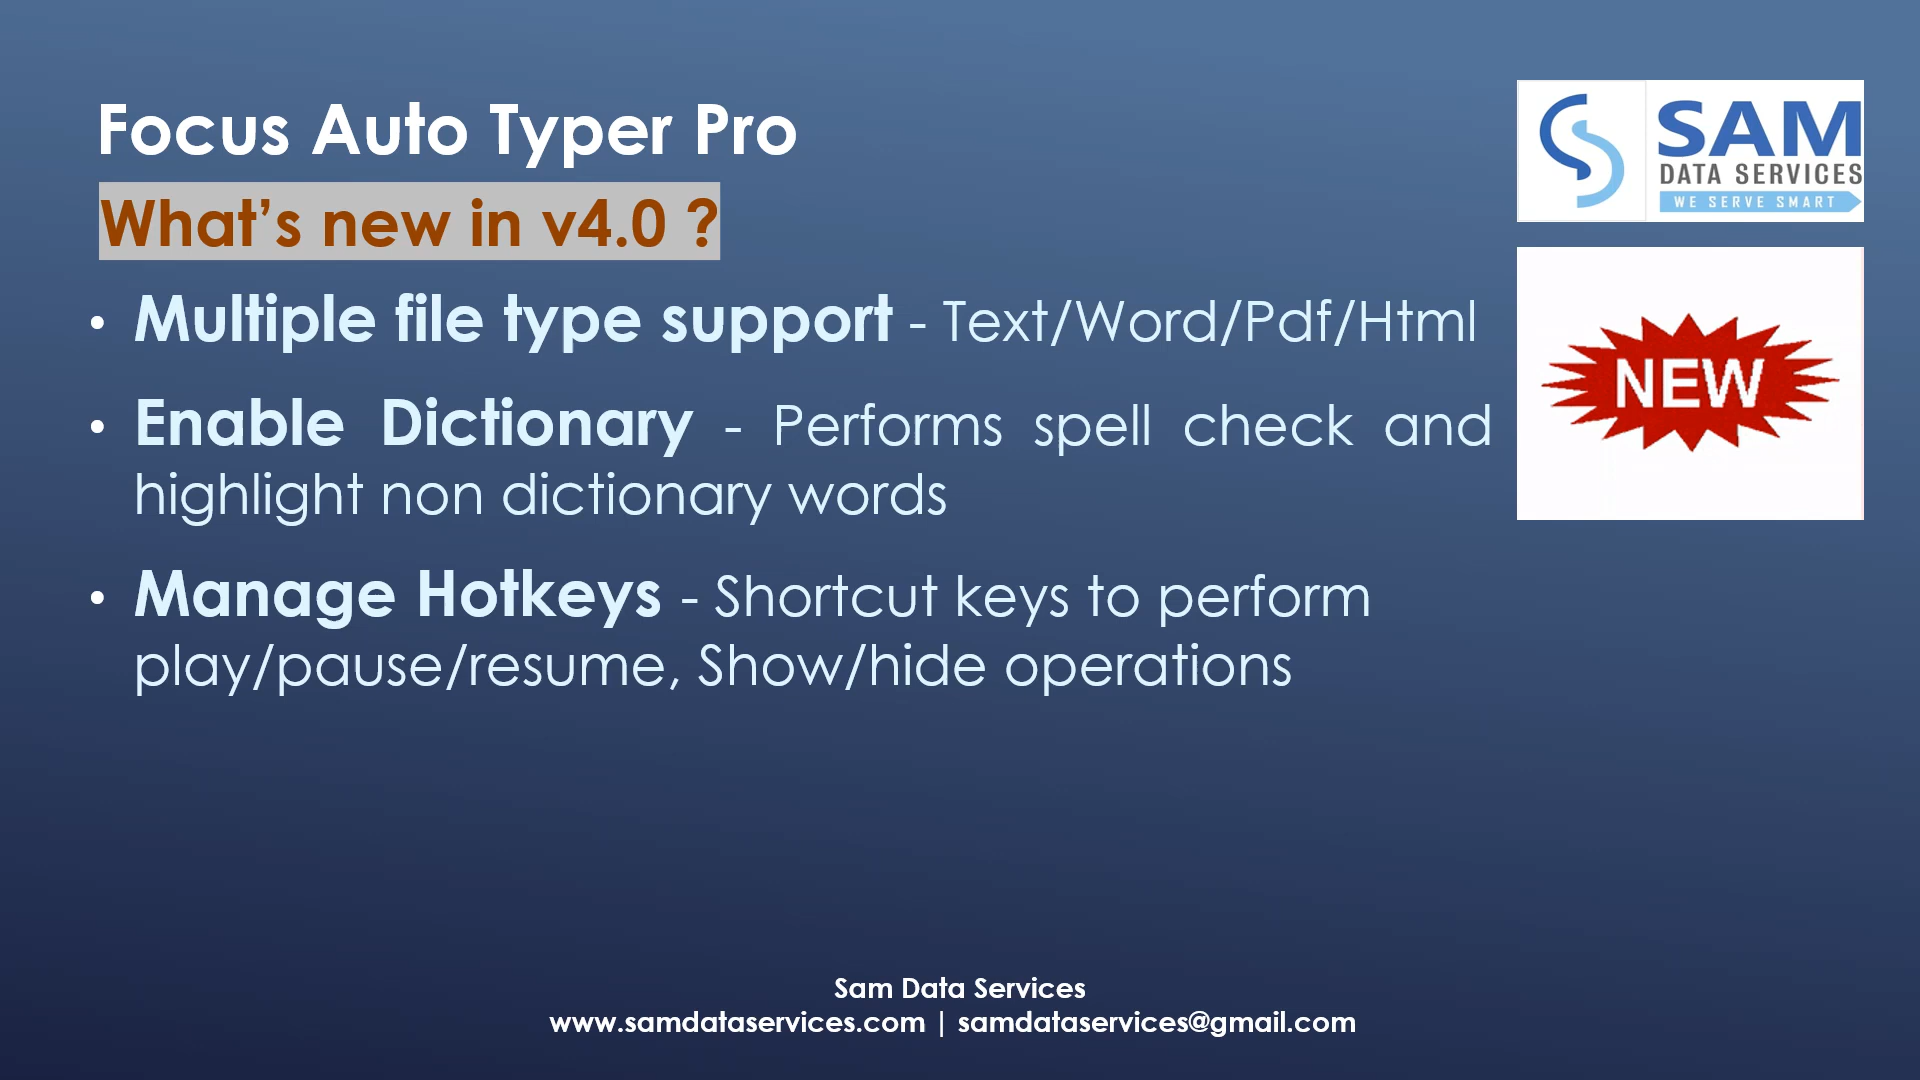 Focus Auto Typer Pro
What’s new in v4.0 ?
• Multiple file type support - Text/Word/Pdf/Html
• Enable Dictionary - Performs spell check and
highlight non dictionary words
• Manage Hotkeys - Shortcut keys to perform
play/pause/resume, Show/hide operations
SAM
DATA SERVICES
WE SERVE SMART
NEW
Sam Data Services
www.samdataservices.com | samdataservices@gmail.com